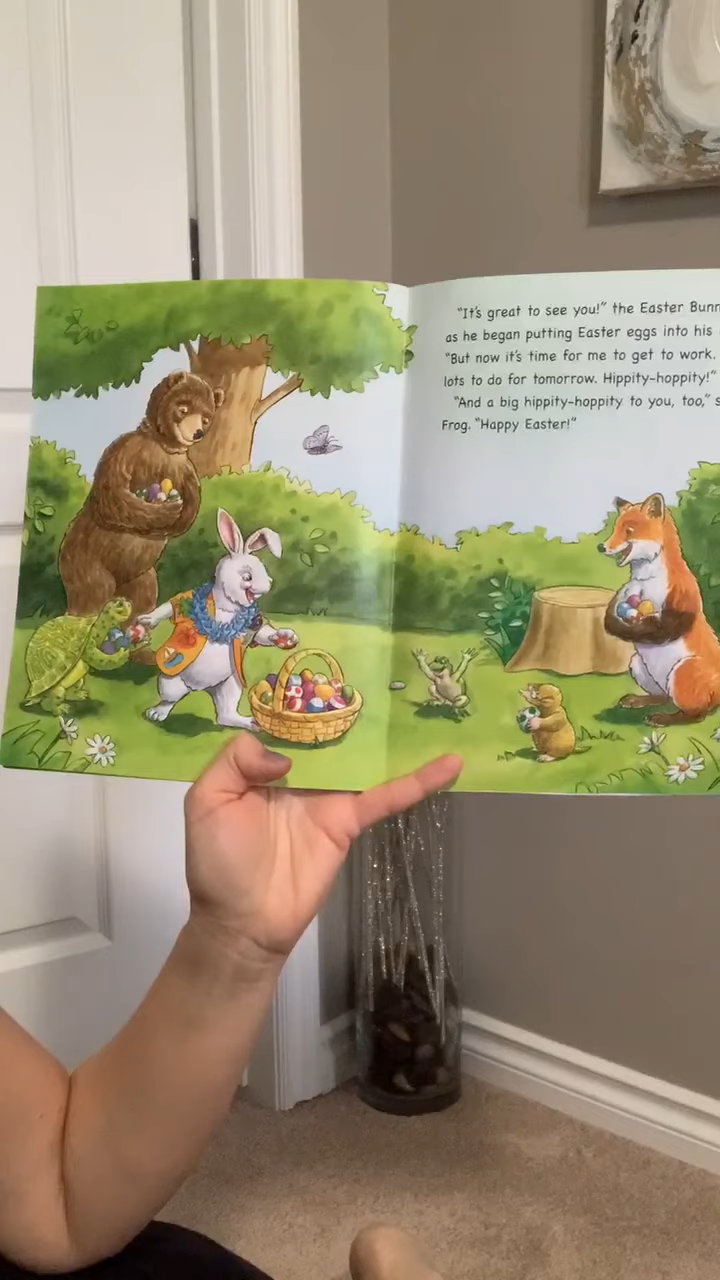 "It's great to see you!" the Easter
as he began putting Easter eggs into his
"But now it's time for me to get to work.
lots to do for tomorrow. Hippity-hoppity!"
"And a big hippity-hoppity to you, too,"
Frog. "Happy Easter!"